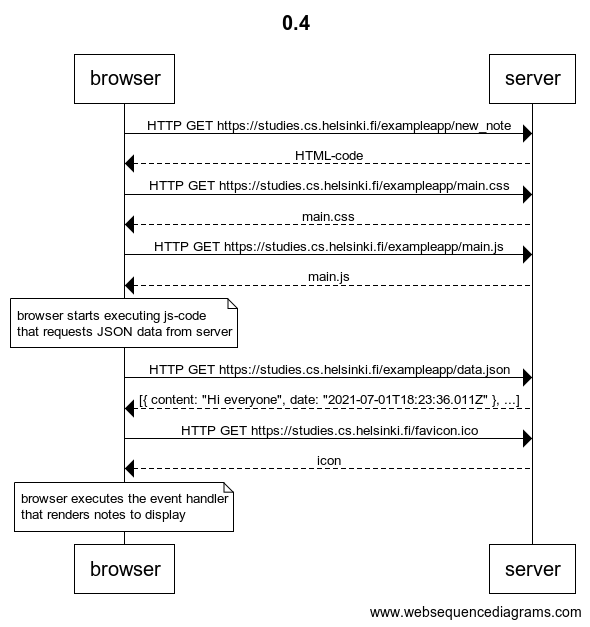 0.4
browser
server
HTTP GET https://studies.cs.helsinki.fi/exampleapp/new_note
HTML-code
HTTP GET https://studies.cs.helsinki.fi/exampleapp/main.css
main.css
HTTP GET https://studies.cs.helsinki.fi/exampleapp/main.js
main.js
browser starts executing js-code
that requests JSON data from server
HTTP GET https://studies.cs.helsinki.fi/exampleapp/data.json
[{ content: "Hi everyone", date: "2021-07-01T18:23:36.011Z" }, ...]
HTTP GET https://studies.cs.helsinki.fi/favicon.ico
icon
browser executes the event handler
that renders notes to display
browser
server
www.websequencediagrams.com